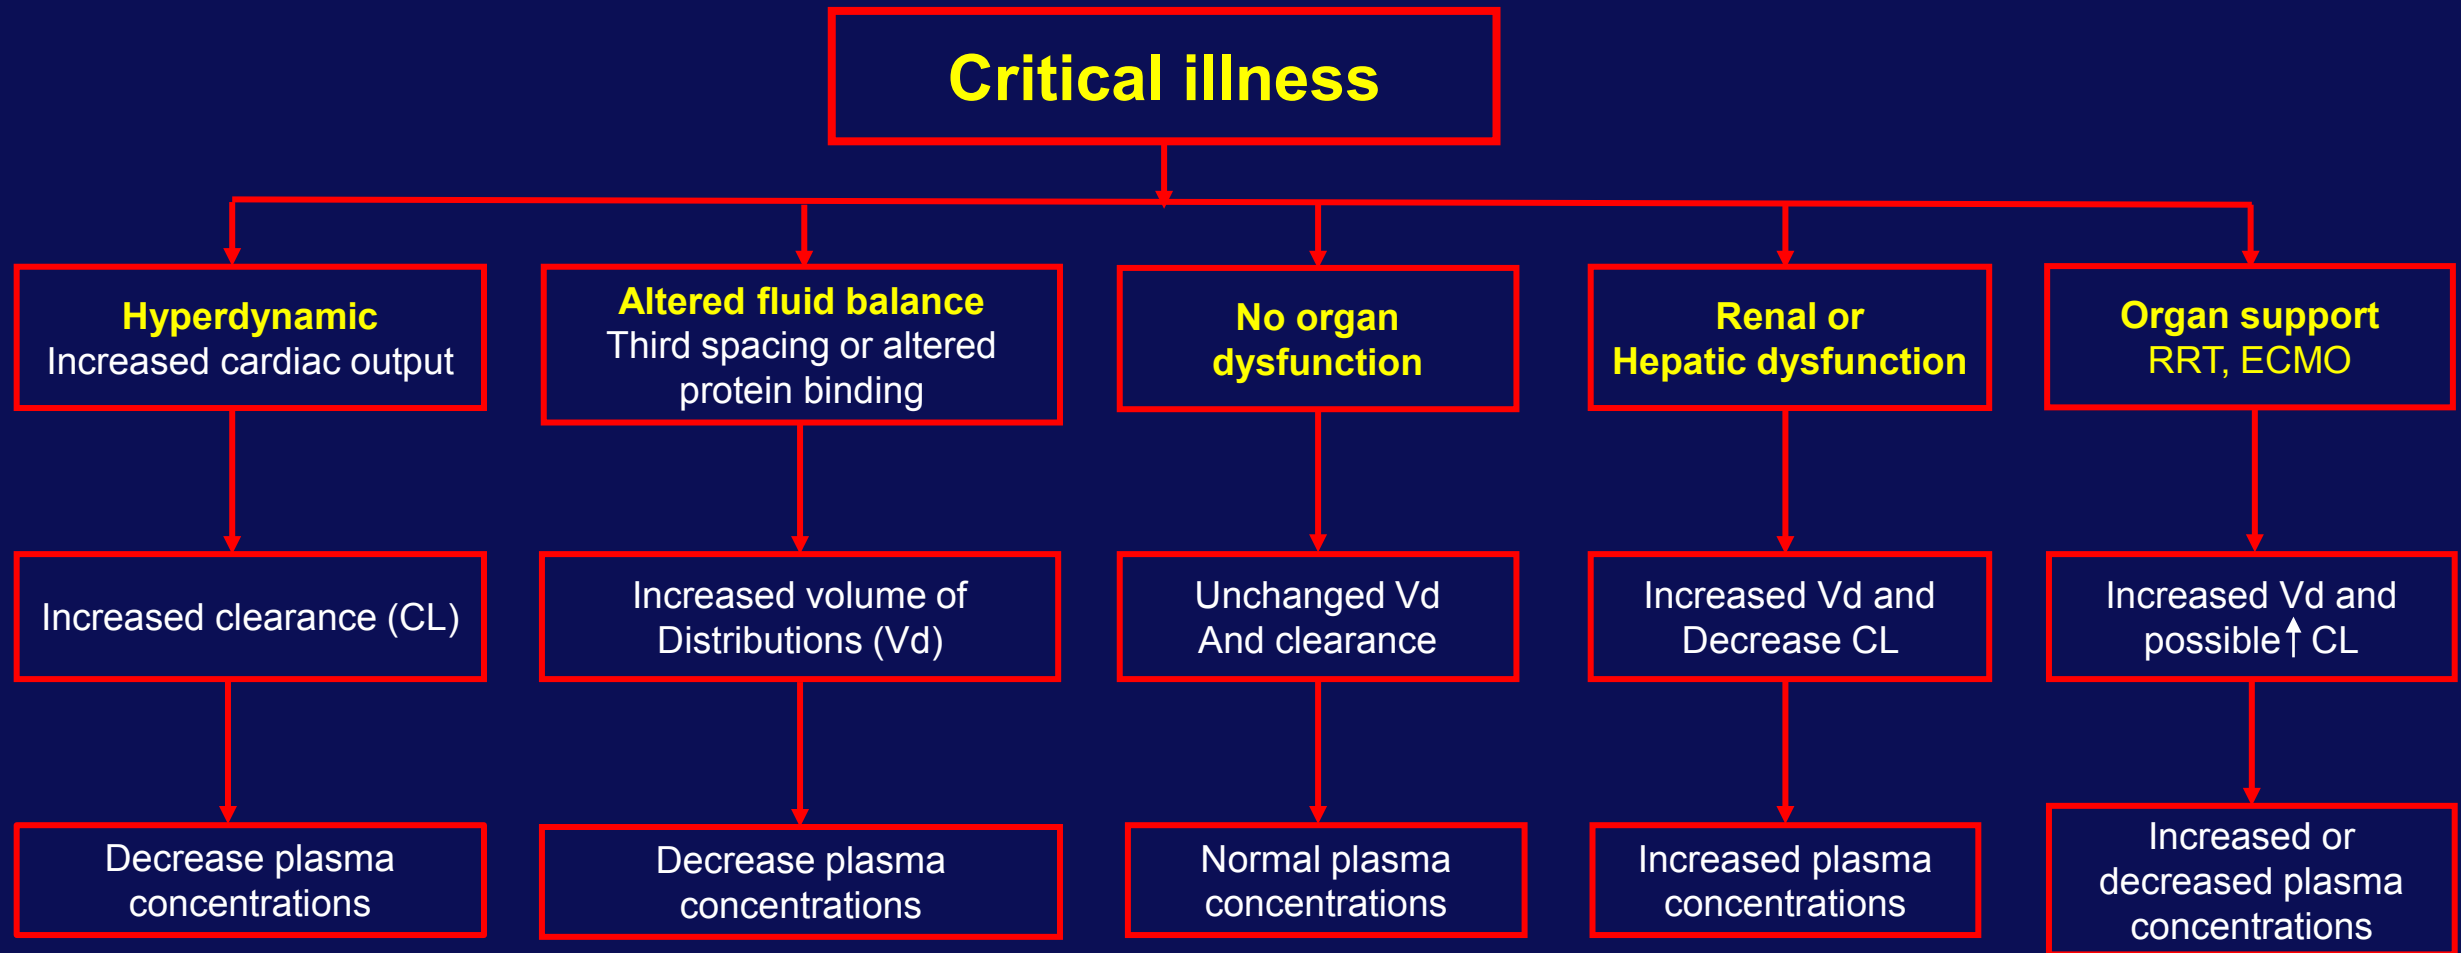 Critical illness
Hyperdynamic
Increased cardiac output
Altered fluid balance
Third spacing or altered
protein binding
No organ
dysfunction
Renal or
Hepatic dysfunction
Organ support
RRT, ECMO
Increased clearance (CL)
Increased volume of
Distributions (Vd)
Unchanged Vd
And clearance
Increased Vd and
Decrease CL
Increased Vd and
possible↑ CL
Decrease plasma
concentrations
Decrease plasma
concentrations
Normal plasma
concentrations
Increased plasma
concentrations
Increased or
decreased plasma
concentrations